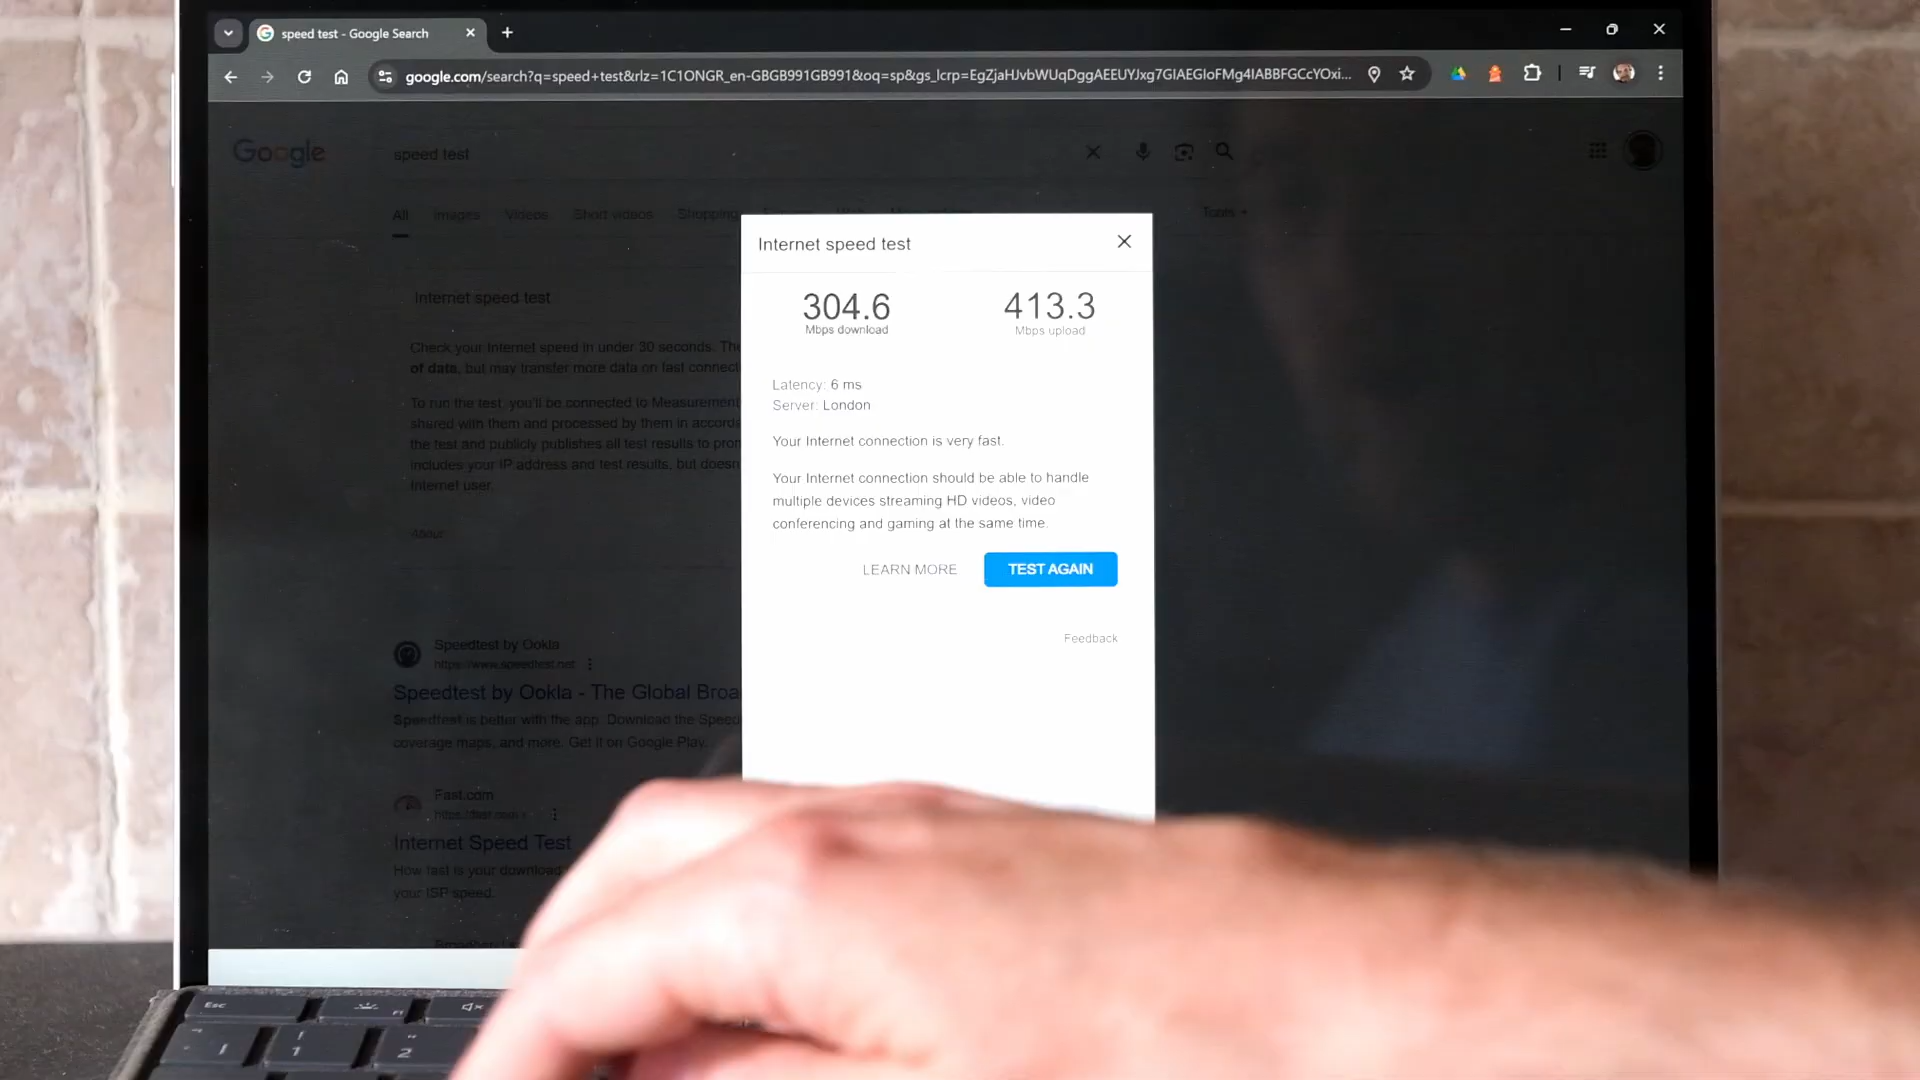 speed test - Google Search
google.com/search?q=speed+test&rlz=1C1ONGR_en-GBGB991GB991&oq=sp&gs_lcrp=EgZjaHJvbWUqDggAEEUYJxg7GIAEGIoFMg4IABBFGCcYOxi...
Google
speed test
All Images Videos Short videos Shopping
Tools
Internet speed test
Check your Internet speed in under 30 seconds. The
of data, but may transfer more data on fast connect
To run the test, you'll be connected to Measurement
shared with them and processed by them in accorda
the test and publicly publishes all test results to pron
includes your IP address and test results, but doesn
Internet user.
About
Speedtest by Ookla
https://www.speedtest.net
Speedtest by Ookla - The Global Broa
Speedtest is better with the app. Download the Speed
coverage maps, and more. Get it on Google Play.
Fast.com
https://fast.com
Internet Speed Test
How fast is your download
your ISP speed.
Internet speed test
304.6
Mbps download
413.3
Mbps upload
Latency: 6 ms
Server: London
Your Internet connection is very fast.
Your Internet connection should be able to handle
multiple devices streaming HD videos, video
conferencing and gaming at the same time.
LEARN MORE
TEST AGAIN
Feedback
Esc
F1
!
1
"
2